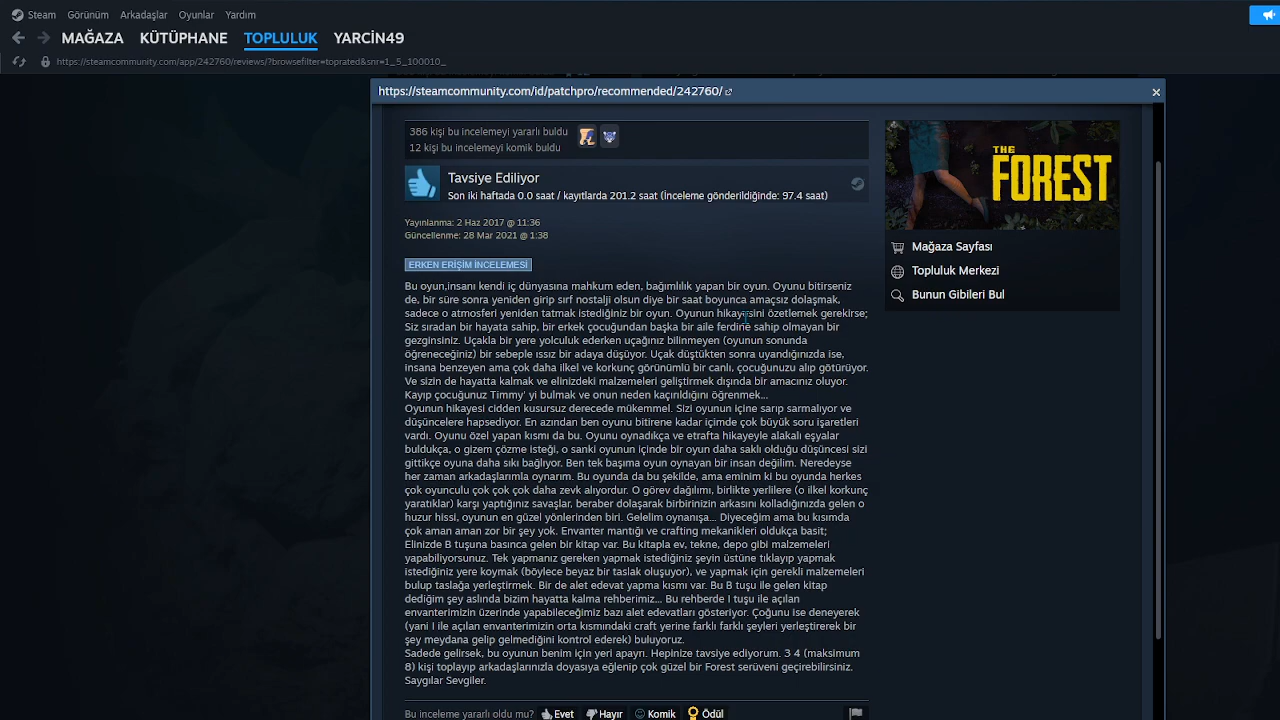 Steam Görünüm Arkadaşlar Oyunlar Yardım
MAĞAZA KÜTÜPHANE TOPLULUK YARCİN49
https://steamcommunity.com/app/242760/reviews/?browsefilter=toprated&snr=1_5_100010_
https://steamcommunity.com/id/patchpro/recommended/242760/
386 kişi bu incelemeyi yararlı buldu
12 kişi bu incelemeyi komik buldu
Tavsiye Ediliyor
Son iki haftada 0.0 saat / kayıtlarda 201.2 saat (İnceleme gönderildiğinde: 97.4 saat)
Yayınlanma: 2 Haz 2017 @ 11:36
Güncellenme: 28 Mar 2021 @ 1:38
ERKEN ERİŞİM İNCELEMESİ
Bu oyun,insanı kendi iç dünyasına mahkum eden, bağımlılık yapan bir oyun. Oyunu bitirseniz
de, bir süre sonra yeniden girip sırf nostalji olsun diye bir saat boyunca amaçsız dolaşmak,
sadece o atmosferi yeniden tatmak istediğiniz bir oyun. Oyunun hikayesini özetlemek gerekirse;
Siz sıradan bir hayata sahip, bir erkek çocuğundan başka bir aile ferdine sahip olmayan bir
gezginsiniz. Uçakla bir yere yolculuk ederken uçağınız bilinmeyen (oyunun sonunda
öğreneceğiniz) bir sebeple ıssız bir adaya düşüyor. Uçak düştükten sonra uyandığınızda ise,
insana benzeyen ama çok daha ilkel ve korkunç görünümlü bir canlı, çocuğunuzu alıp götürüyor.
Ve sizin de hayatta kalmak ve elinizdeki malzemeleri geliştirmek dışında bir amacınız oluyor.
Kayıp çocuğunuz Timmy' yi bulmak ve onun neden kaçırıldığını öğrenmek...
Oyunun hikayesi cidden kusursuz derecede mükemmel. Sizi oyunun içine sarıp sarmalıyor ve
düşüncelere hapsediyor. En azından ben oyunu bitirene kadar içimde çok büyük soru işaretleri
vardı. Oyunu özel yapan kısmı da bu. Oyunu oynadıkça ve etrafta hikayeyle alakalı eşyalar
buldukça, o gizem çözme isteği, o sanki oyunun içinde bir oyun daha saklı olduğu düşüncesi sizi
gittikçe oyuna daha sıkı bağlıyor. Ben tek başıma oyun oynayan bir insan değilim. Neredeyse
her zaman arkadaşlarımla oynarım. Bu oyunda da bu şekilde, ama eminim ki bu oyunda herkes
çok oyunculu çok çok çok daha zevk alıyordur. O görev dağılımı, birlikte yerlilere (o ilkel korkunç
yaratıklar) karşı yaptığınız savaşlar, beraber dolaşarak birbirinizin arkasını kolladığınızda gelen o
huzur hissi, oyunun en güzel yönlerinden biri. Gelelim oynanışa... Diyeceğim ama bu kısımda
çok aman aman zor bir şey yok. Envanter mantığı ve crafting mekanikleri oldukça basit;
Elinizde B tuşuna basınca gelen bir kitap var. Bu kitapla ev, tekne, depo gibi malzemeleri
yapabiliyorsunuz. Tek yapmanız gereken yapmak istediğiniz şeyin üstüne tıklayıp yapmak
istediğiniz yere koymak (böylece beyaz bir taslak oluşuyor), ve yapmak için gerekli malzemeleri
bulup taslağa yerleştirmek. Bir de alet edevat yapma kısmı var. Bu B tuşu ile gelen kitap
dediğim şey aslında bizim hayatta kalma rehberimiz... Bu rehberde I tuşu ile açılan
envanterimizin üzerinde yapabileceğimiz bazı alet edevatları gösteriyor. Çoğunu ise deneyerek
(yani I ile açılan envanterimizin orta kısmındaki craft yerine farklı farklı şeyleri yerleştirerek bir
şey meydana gelip gelmediğini kontrol ederek) buluyoruz.
Sadede gelirsek, bu oyunun benim için yeri apayrı. Hepinize tavsiye ediyorum. 3 4 (maksimum
8) kişi toplayıp arkadaşlarınızla doyasıya eğlenip çok güzel bir Forest serüveni geçirebilirsiniz.
Saygılar Sevgiler.
Bu inceleme yararlı oldu mu? Evet Hayır Komik Ödül
THE
FOREST
Mağaza Sayfası
Topluluk Merkezi
Bunun Gibileri Bul